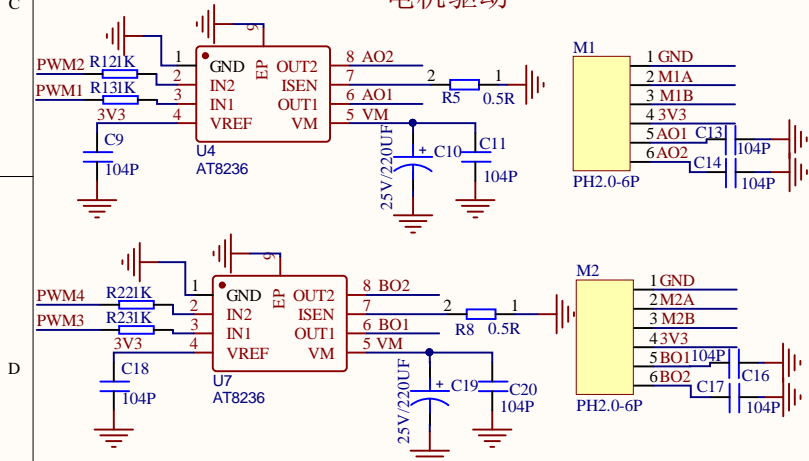 C
电机驱动
9
EP
PWM2 R12 1K 1 GND OUT2 8 AO2
2 IN2 ISEN 7 2 1
PWM1 R13 1K 3 IN1 OUT1 6 AO1 R5 0.5R
3V3 4 VREF VM 5 VM
C9
104P
U4
AT8236
25V/220UF
+ C10
C11
104P
M1
1 GND
2 M1A
3 M1B
4 3V3
5 AO1 C13
104P
6 AO2 C14
104P
PH2.0-6P
D
9
EP
PWM4 R22 1K 1 GND OUT2 8 BO2
2 IN2 ISEN 7 2 1
PWM3 R23 1K 3 IN1 OUT1 6 BO1 R8 0.5R
3V3 4 VREF VM 5 VM
C18
104P
U7
AT8236
25V/220UF
+ C19
C20
104P
M2
1 GND
2 M2A
3 M2B
4 3V3
5 BO1 104P
C16
6 BO2 C17
104P
PH2.0-6P